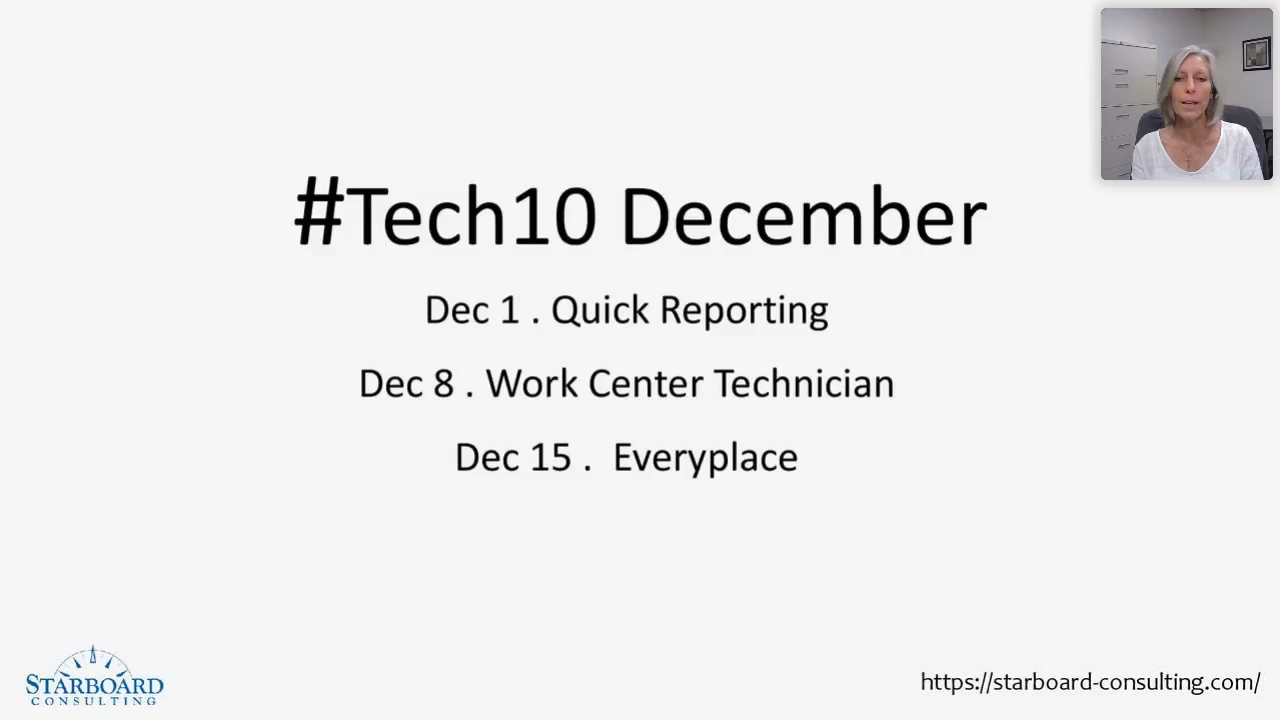 #Tech10 December
Dec 1 . Quick Reporting
Dec 8 . Work Center Technician
Dec 15 . Everyplace
STARBOARD
CONSULTING
https://starboard-consulting.com/